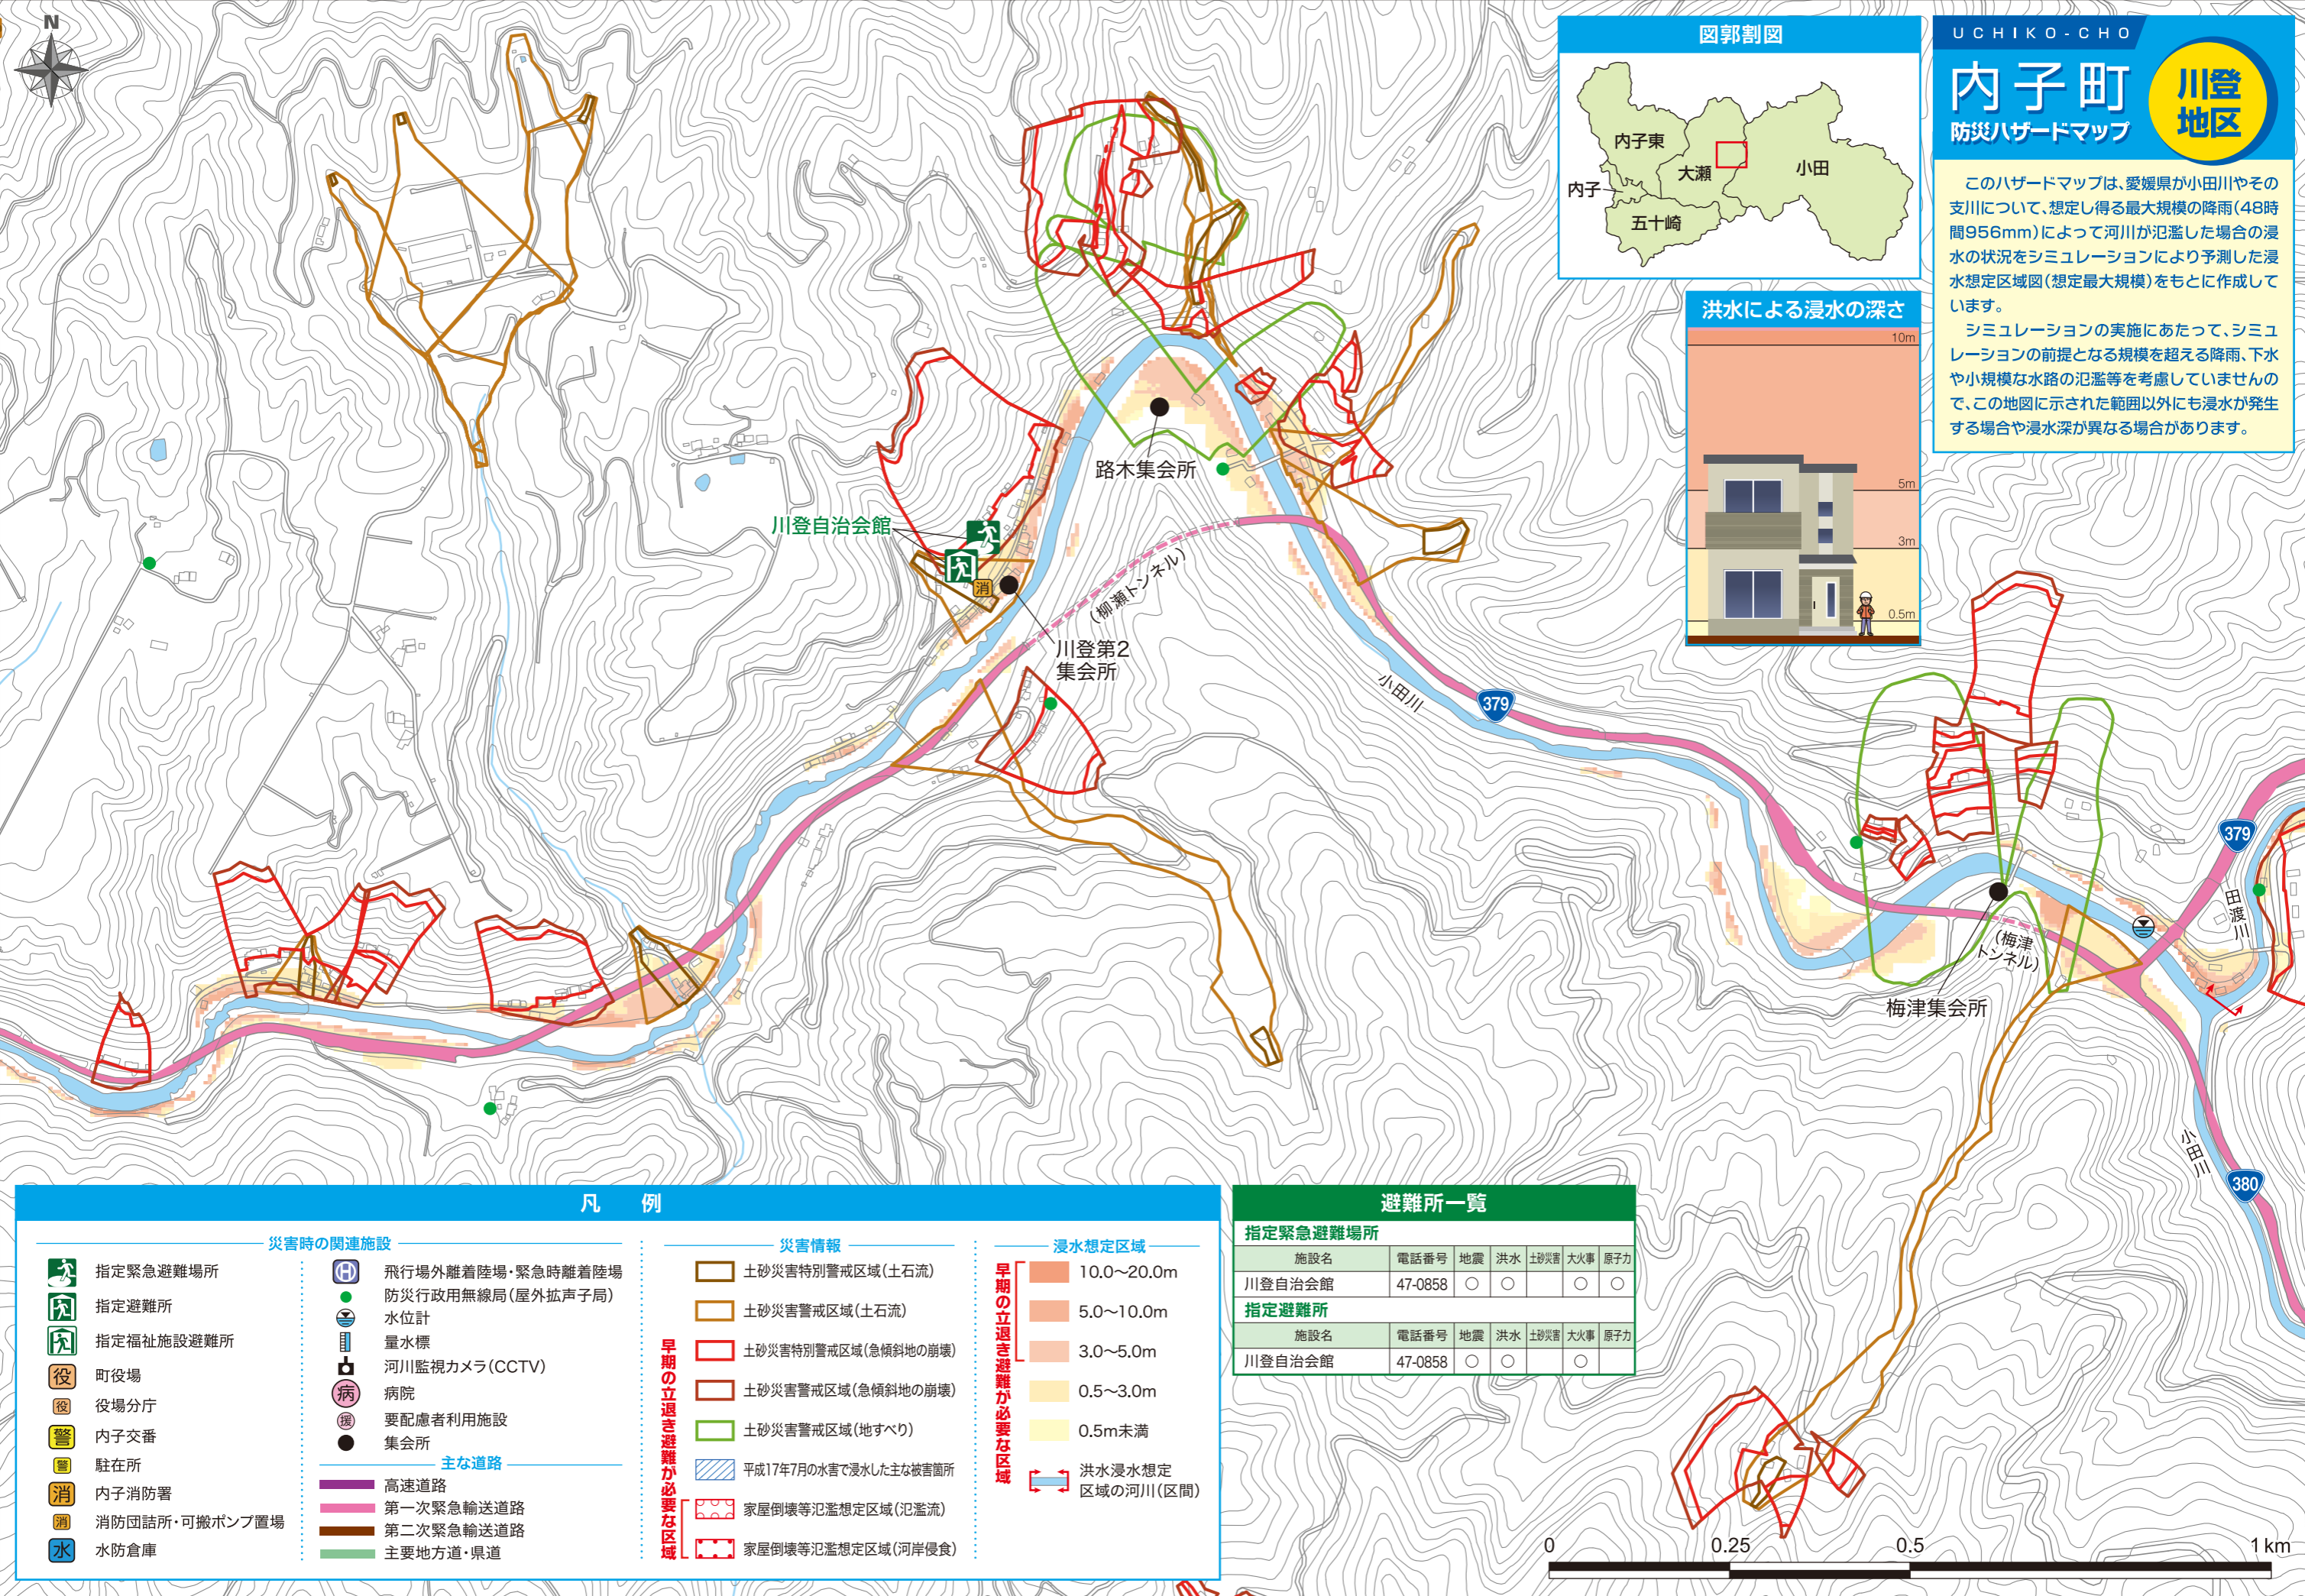 N
図郭割図
内子東
大瀬
小田
内子
五十崎
UCHIKO-CHO
内子町
防災ハザードマップ
川登
地区
このハザードマップは、愛媛県が小田川やその
支川について、想定し得る最大規模の降雨(48時
間956mm)によって河川が氾濫した場合の浸
水の状況をシミュレーションにより予測した浸
水想定区域図(想定最大規模)をもとに作成して
います。
シミュレーションの実施にあたって、シミュ
レーションの前提となる規模を超える降雨、下水
や小規模な水路の氾濫等を考慮していませんの
で、この地図に示された範囲以外にも浸水が発生
する場合や浸水深が異なる場合があります。
洪水による浸水の深さ
10m
5m
3m
0.5m
路木集会所
川登自治会館
消
(柳瀬トンネル)
川登第2
集会所
小田川
379
379
田渡川
(梅津
トンネル)
梅津集会所
小田川
380
凡 例
災害時の関連施設
指定緊急避難場所
指定避難所
指定福祉施設避難所
役 町役場
役 役場分庁
警 内子交番
警 駐在所
消 内子消防署
消 消防団詰所・可搬ポンプ置場
水 水防倉庫
H 飛行場外離着陸場・緊急時離着陸場
防災行政用無線局(屋外拡声子局)
水位計
量水標
河川監視カメラ(CCTV)
病 病院
援 要配慮者利用施設
集会所
主な道路
高速道路
第一次緊急輸送道路
第二次緊急輸送道路
主要地方道・県道
災害情報
土砂災害特別警戒区域(土石流)
土砂災害警戒区域(土石流)
土砂災害特別警戒区域(急傾斜地の崩壊)
土砂災害警戒区域(急傾斜地の崩壊)
土砂災害警戒区域(地すべり)
平成17年7月の水害で浸水した主な被害箇所
家屋倒壊等氾濫想定区域(氾濫流)
家屋倒壊等氾濫想定区域(河岸侵食)
早期の立退き避難が必要な区域
浸水想定区域
早期の立退き避難が必要な区域
10.0〜20.0m
5.0〜10.0m
3.0〜5.0m
0.5〜3.0m
0.5m未満
洪水浸水想定
区域の河川(区間)
避難所一覧
指定緊急避難場所
施設名 電話番号 地震 洪水 土砂災害 大火事 原子力
川登自治会館 47-0858 ○ ○ ○ ○
指定避難所
施設名 電話番号 地震 洪水 土砂災害 大火事 原子力
川登自治会館 47-0858 ○ ○ ○
0 0.25 0.5 1km